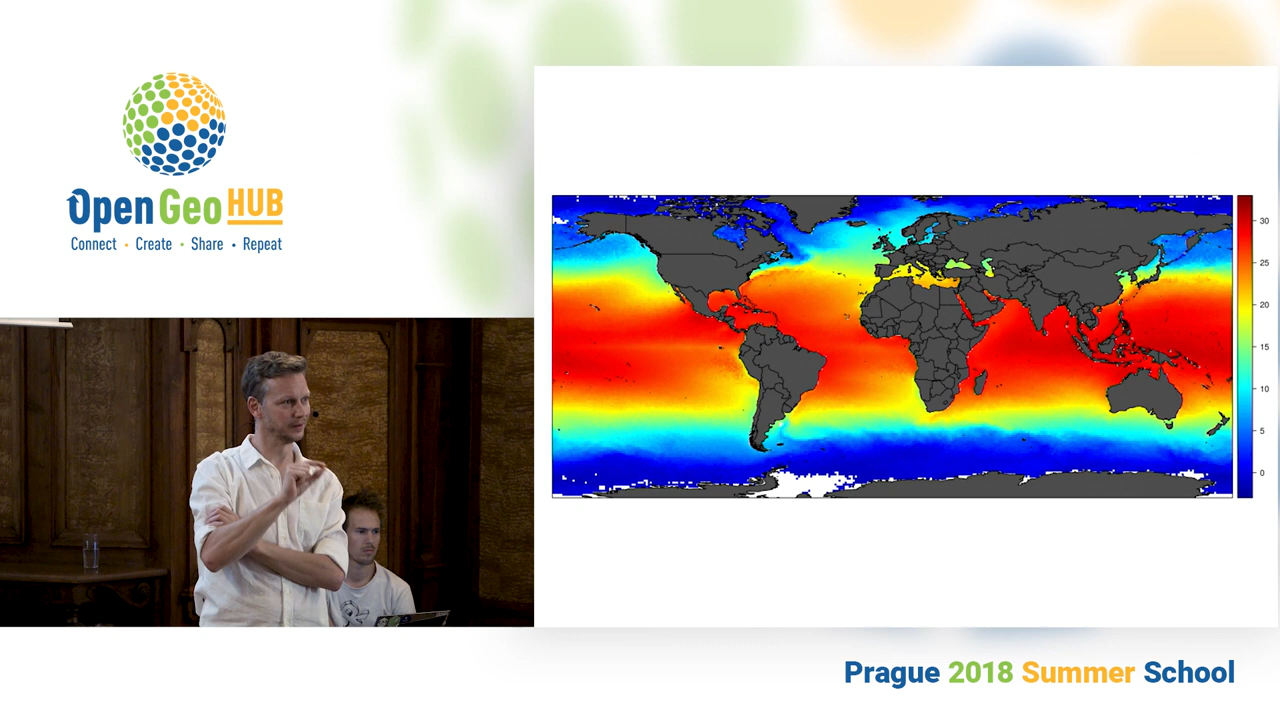 Open Geo HUB
Connect • Create • Share • Repeat
30
25
20
15
10
5
0
Prague 2018 Summer School